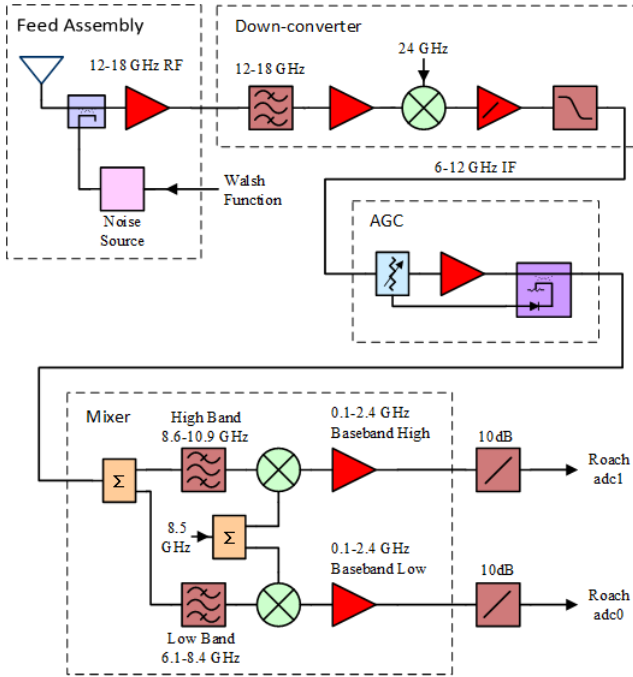 Feed Assembly
12-18 GHz RF
Noise
Source
Walsh
Function
Down-converter
12-18 GHz
24 GHz
6-12 GHz IF
AGC
Mixer
High Band
8.6-10.9 GHz
0.1-2.4 GHz
Baseband High
10dB
Roach
adc1
Σ
8.5
GHz
Σ
0.1-2.4 GHz
Baseband Low
10dB
Roach
adc0
Low Band
6.1-8.4 GHz